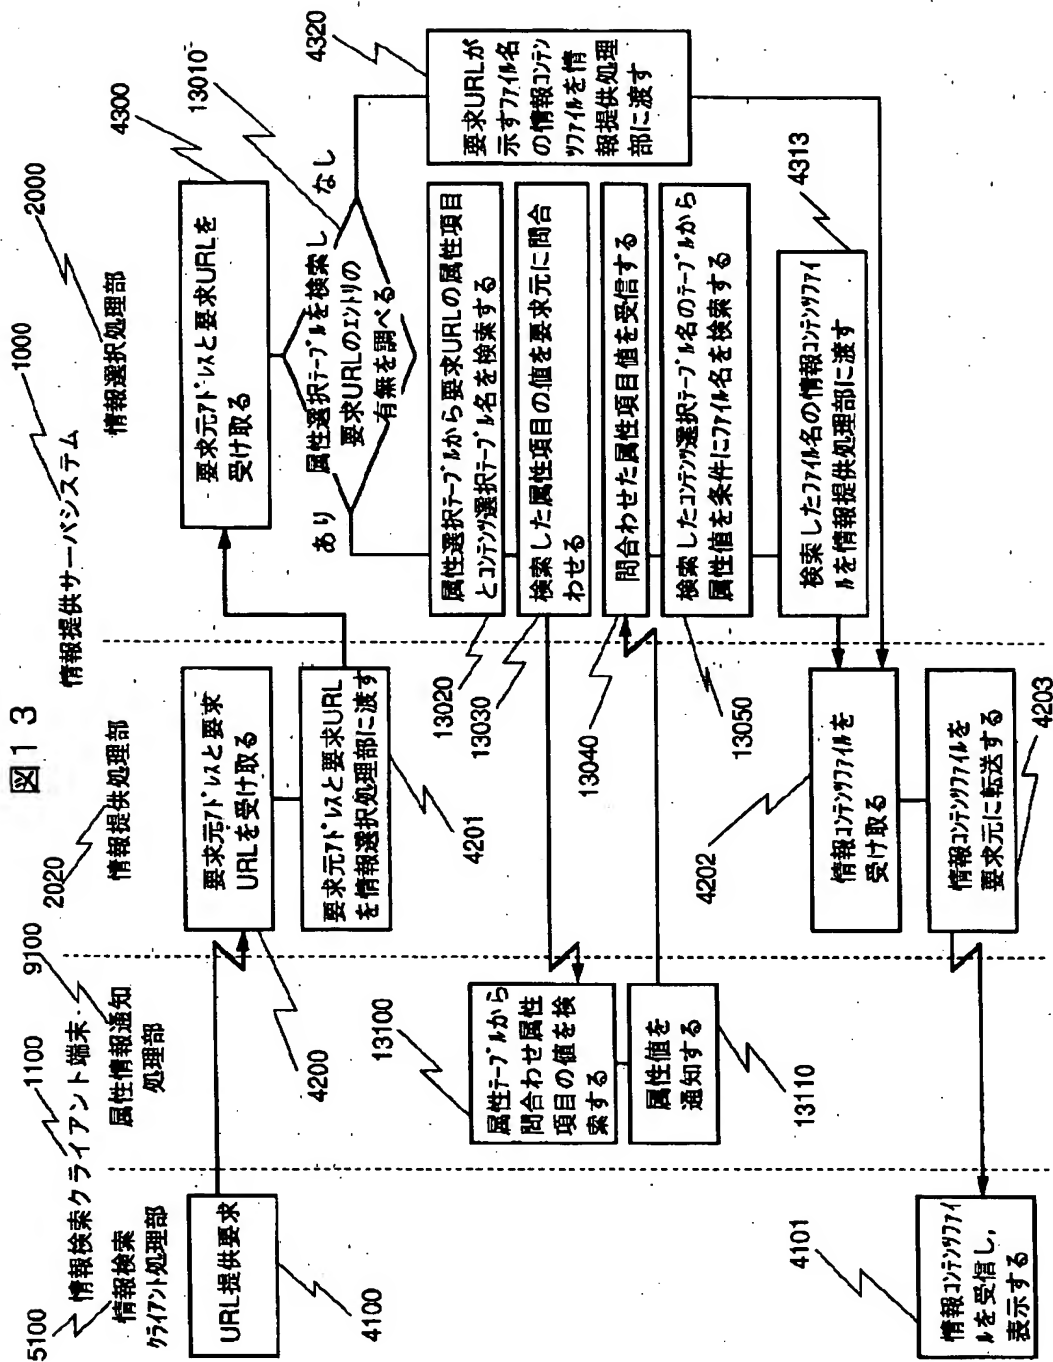 図13
1100
情報検索クライアント端末
1000
情報提供サーバシステム
5100
情報検索
クライアント処理部
9100
属性情報通知
処理部
2020
情報提供処理部
2000
情報選択処理部
URL提供要求
4100
要求元アドレスと要求
URLを受け取る
4200
要求元アドレスと要求URL
を情報選択処理部に渡す
4201
要求元アドレスと要求URLを
受け取る
4300
属性選択テーブルを検索し
要求URLのエントリの
有無を調べる
13010
あり
なし
要求URLが
示すファイル名
の情報コンテン
ツファイルを情
報提供処理
部に渡す
4320
属性選択テーブルから要求URLの属性項目
とコンテンツ選択テーブル名を検索する
13020
検索した属性項目の値を要求元に問合
わせる
13030
属性テーブルから
問合わせ属性
項目の値を検
索する
13100
属性値を
通知する
13110
問合わせた属性項目値を受信する
13040
検索したコンテンツ選択テーブル名のテーブルから
属性値を条件にファイル名を検索する
13050
検索したファイル名の情報コンテンツファイ
ルを情報提供処理部に渡す
4313
情報コンテンツファイルを
受け取る
4202
情報コンテンツファイルを
要求元に転送する
4203
情報コンテンツファイ
ルを受信し,
表示する
4101